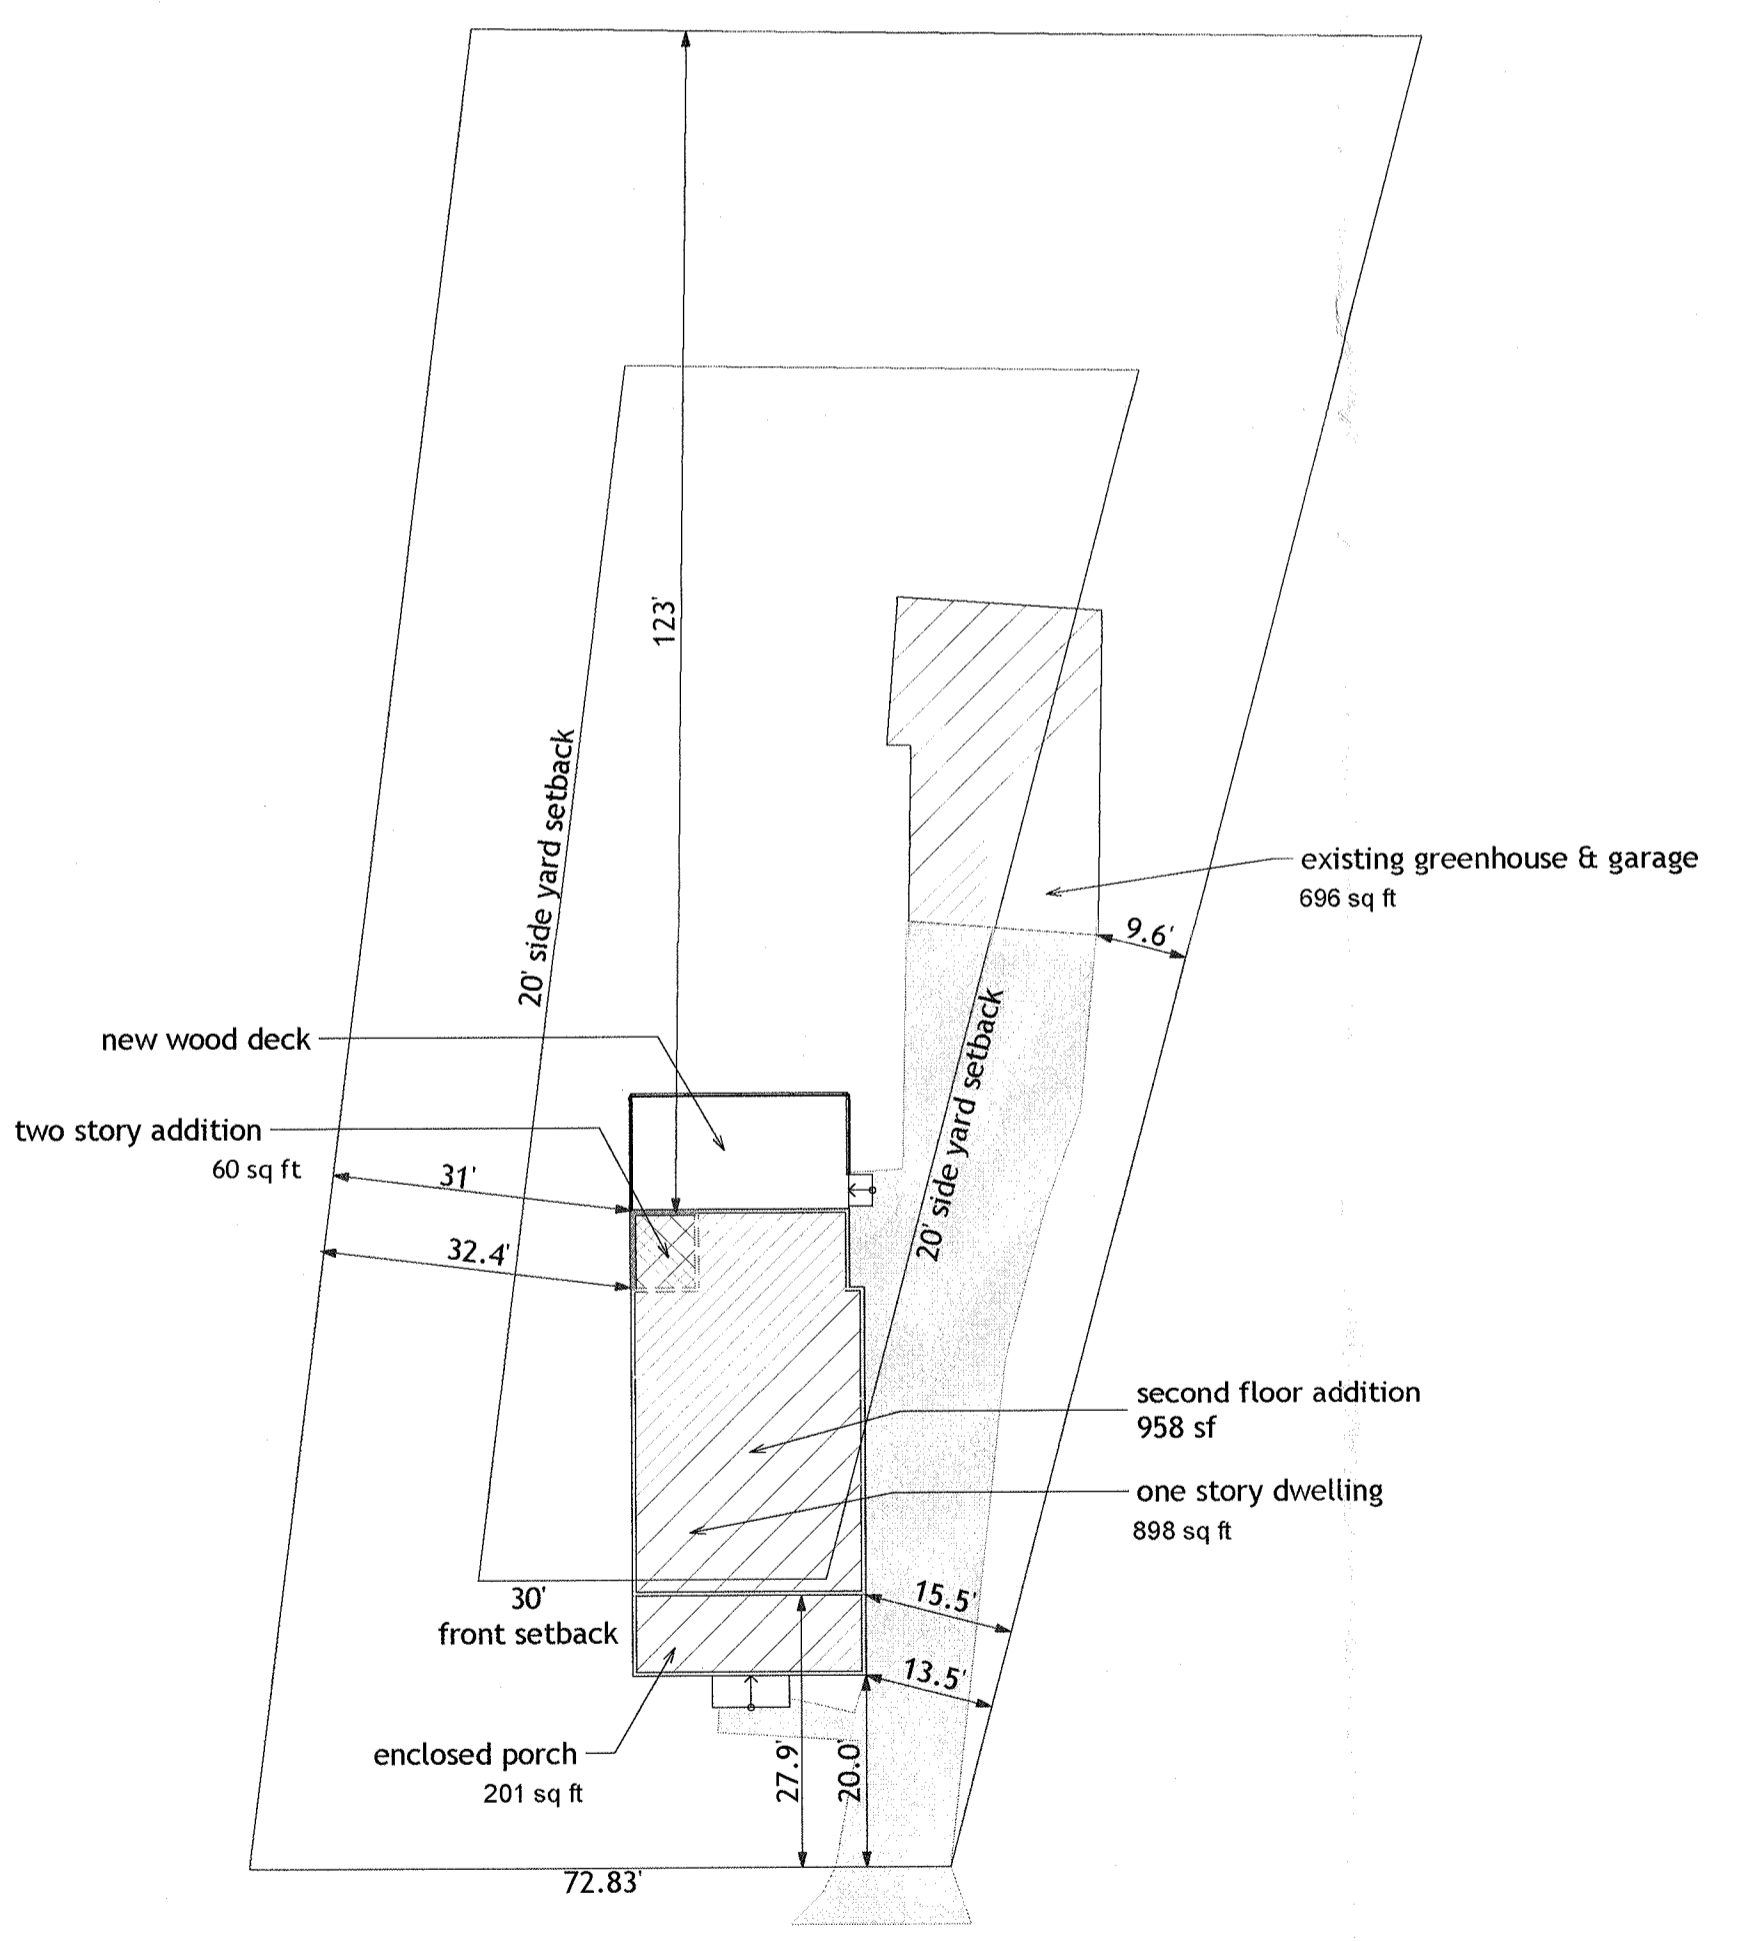 123'
20' side yard setback
existing greenhouse & garage
696 sq ft
9.6'
new wood deck
20' side yard setback
two story addition
60 sq ft
31'
32.4'
second floor addition
958 sf
one story dwelling
898 sq ft
30'
front setback
15.5'
13.5'
enclosed porch
201 sq ft
27.9'
20.0'
72.83'